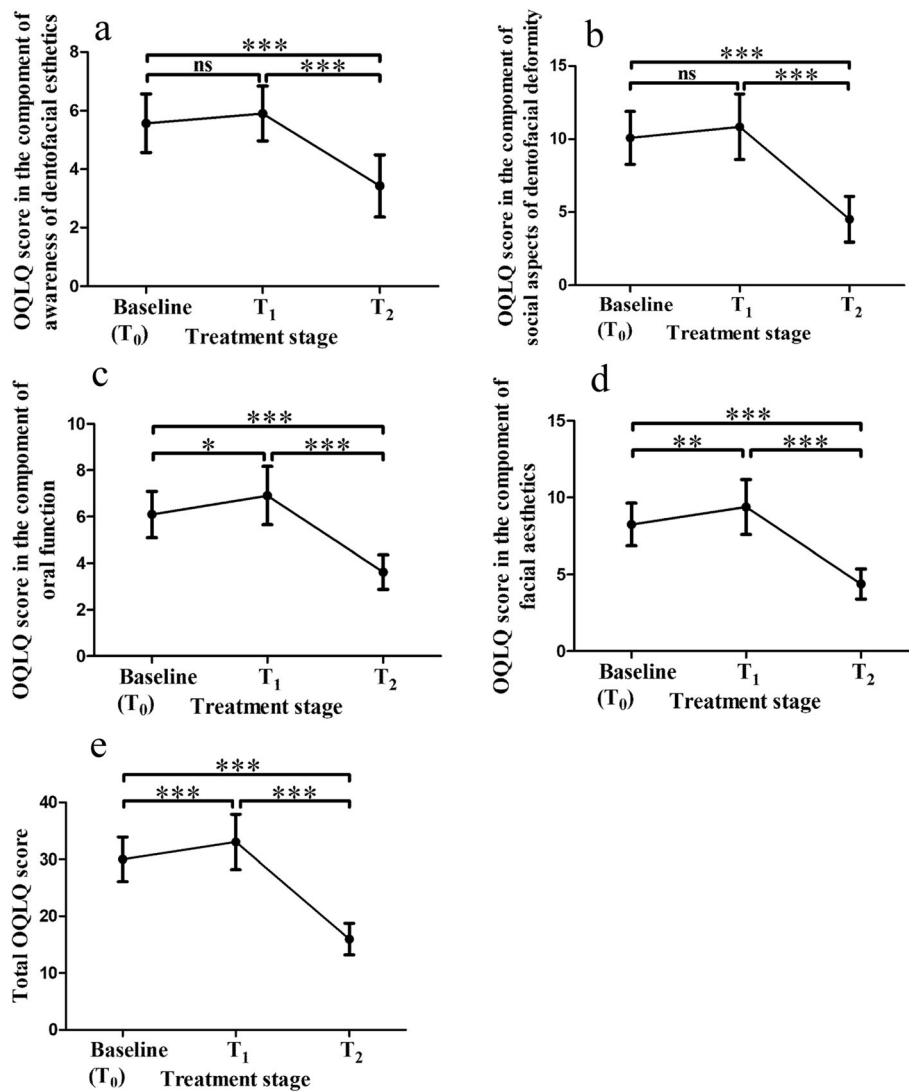 a
OQLQ score in the compoment of
awareness of dentofacial esthetics
8
6
4
2
0
***
ns
***
Baseline
(T0)
T1
T2
Treatment stage
b
OQLQ score in the compoment of
social aspects of dentofacial deformity
15
10
5
0
***
ns
***
Baseline
(T0)
T1
T2
Treatment stage
c
OQLQ score in the compoment of
oral function
10
8
6
4
2
0
***
*
***
Baseline
(T0)
T1
T2
Treatment stage
d
OQLQ score in the compoment of
facial aesthetics
15
10
5
0
***
**
***
Baseline
(T0)
T1
T2
Treatment stage
e
Total OQLQ score
40
30
20
10
0
***
***
***
Baseline
(T0)
T1
T2
Treatment stage